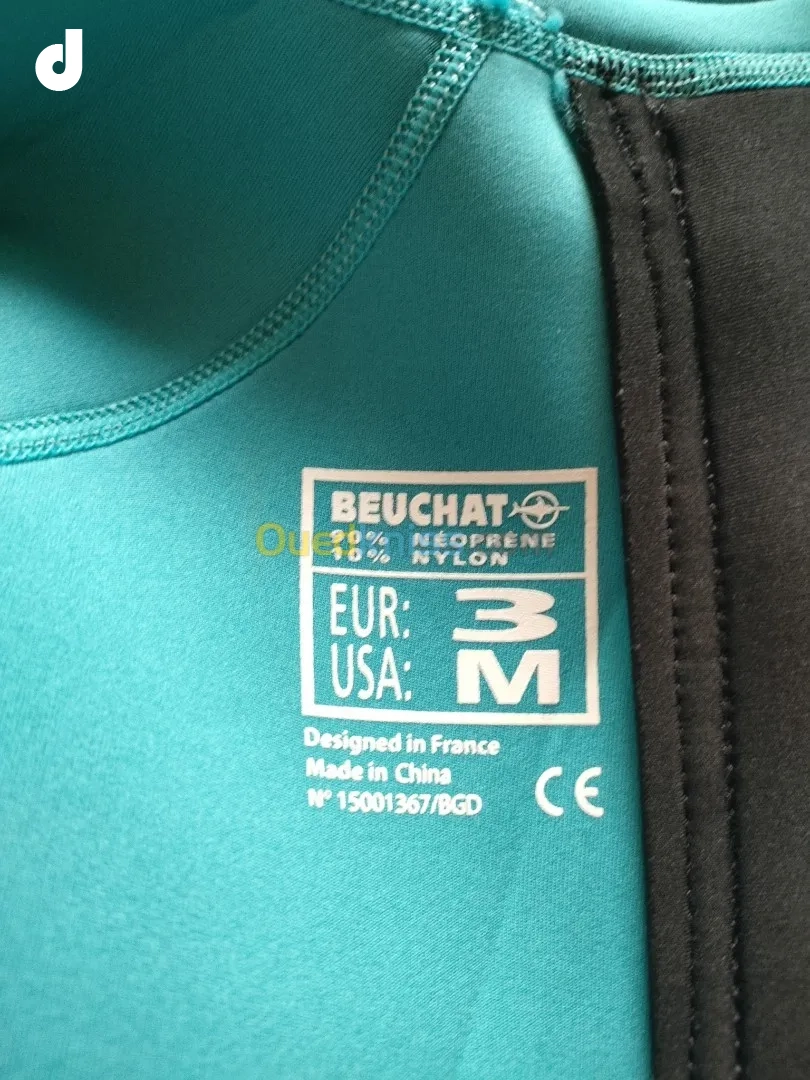 d
BEUCHAT
90% NÉOPRÈNE
10% NYLON
EUR: 3
USA: M
Designed in France
Made in China
N° 15001367/BGD
CE